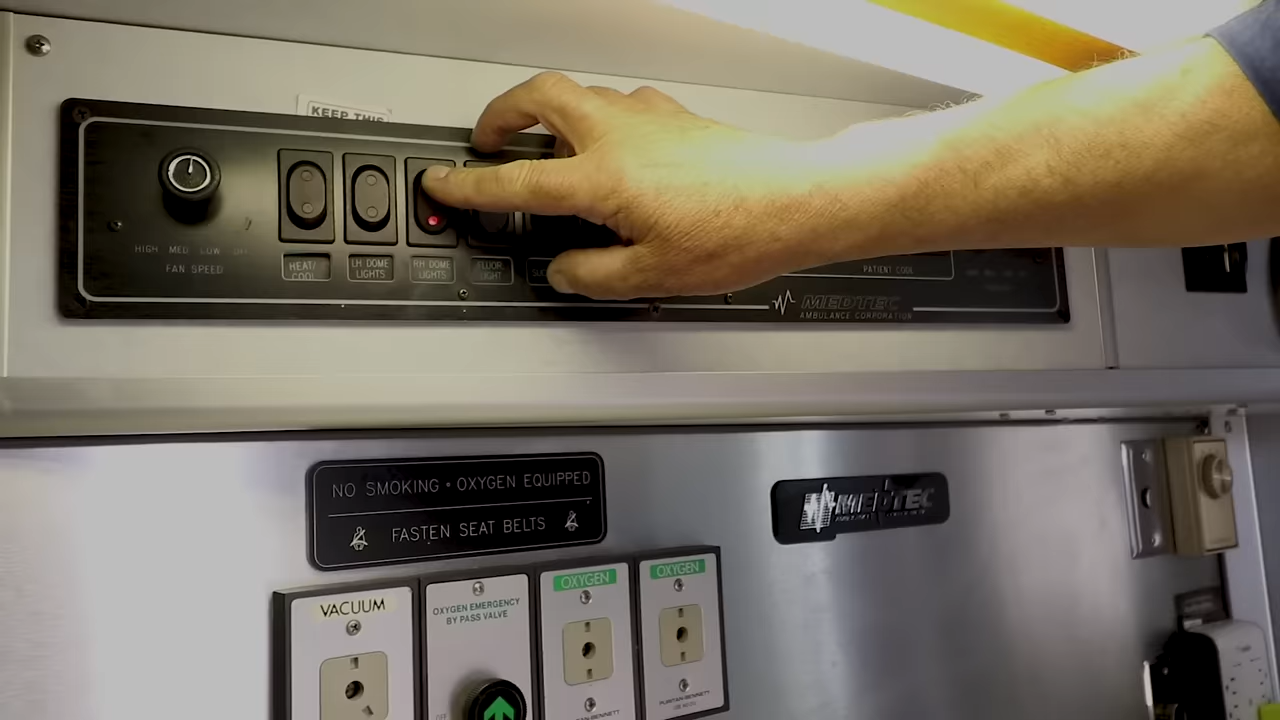 KEEP THIS
HIGH MED LOW OFF
FAN SPEED
HEAT/
COOL
LH DOME
LIGHTS
RH DOME
LIGHTS
FLUOR.
LIGHT
PATIENT COOL
MEDTEC
AMBULANCE CORPORATION
NO SMOKING • OXYGEN EQUIPPED
FASTEN SEAT BELTS
MEDTEC
VACUUM
OXYGEN EMERGENCY
BY PASS VALVE
OXYGEN
OXYGEN
PURITAN-BENNETT